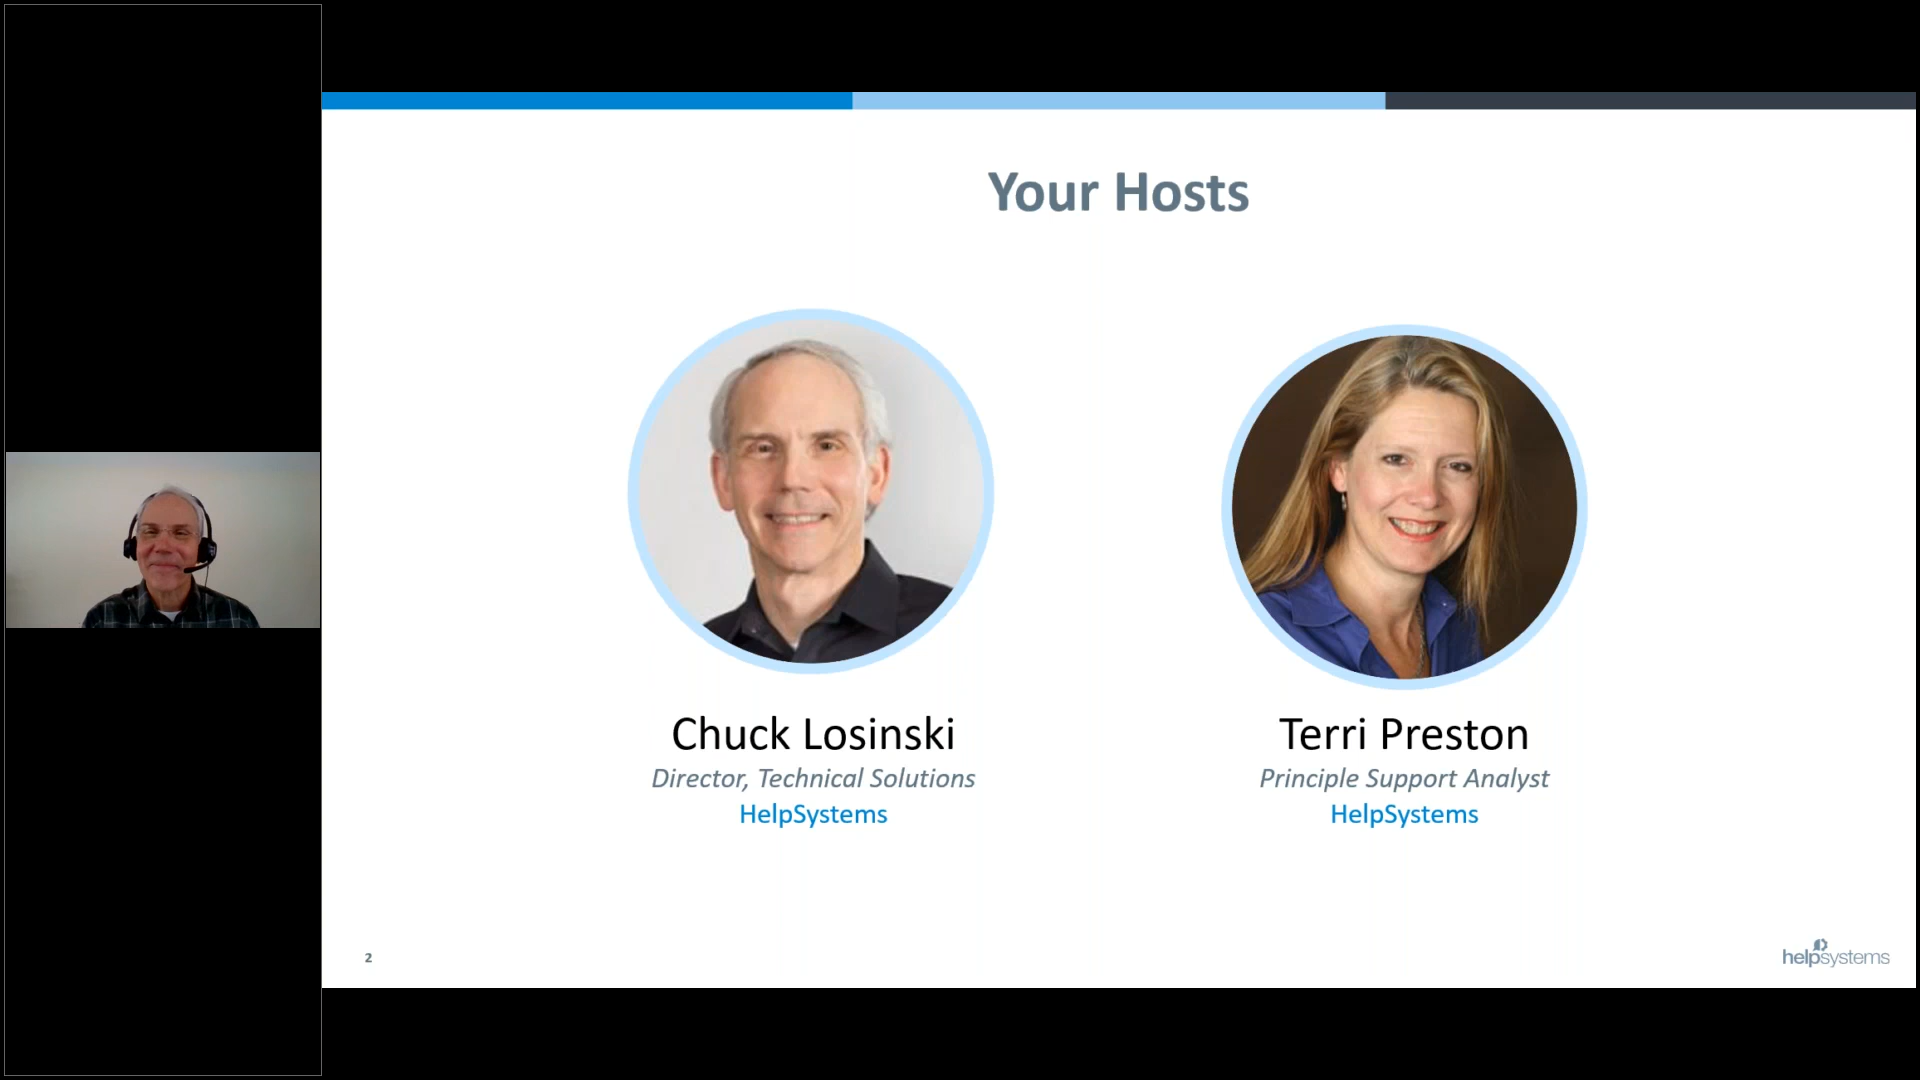 Your Hosts
Chuck Losinski
Director, Technical Solutions
HelpSystems
Terri Preston
Principle Support Analyst
HelpSystems
2
helpsystems